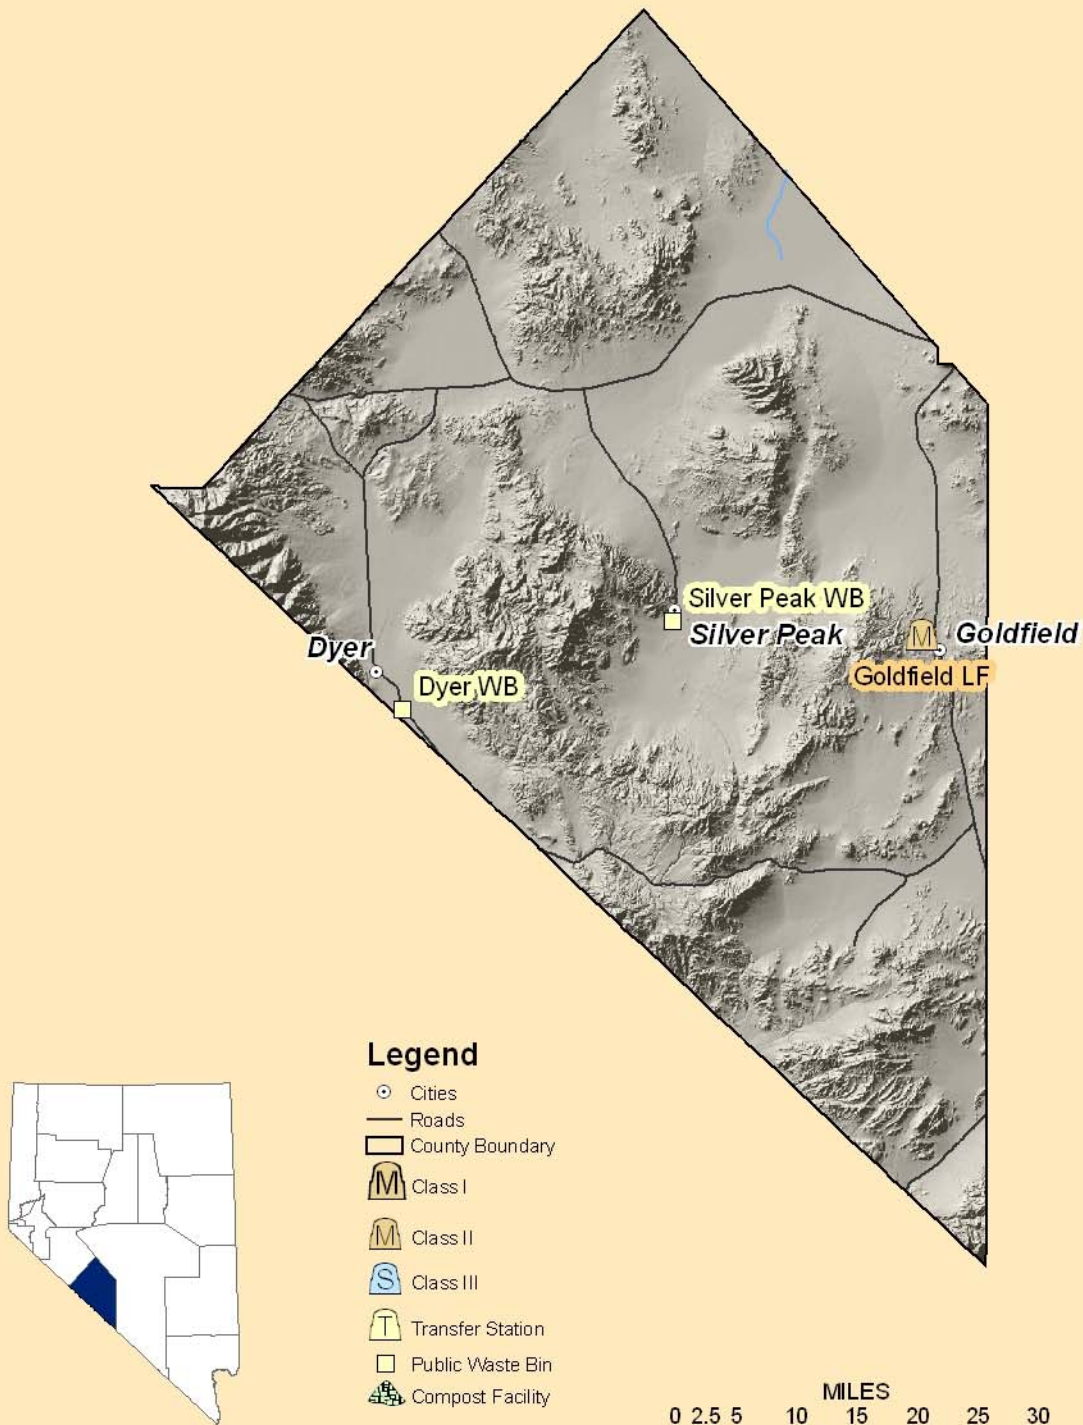 Silver Peak WB
Silver Peak
Goldfield
Dyer
Goldfield LF
Dyer WB
Legend
Cities
Roads
County Boundary
M Class I
M Class II
S Class III
T Transfer Station
Public Waste Bin
Compost Facility
M
MILES
0 2.5 5 10 15 20 25 30